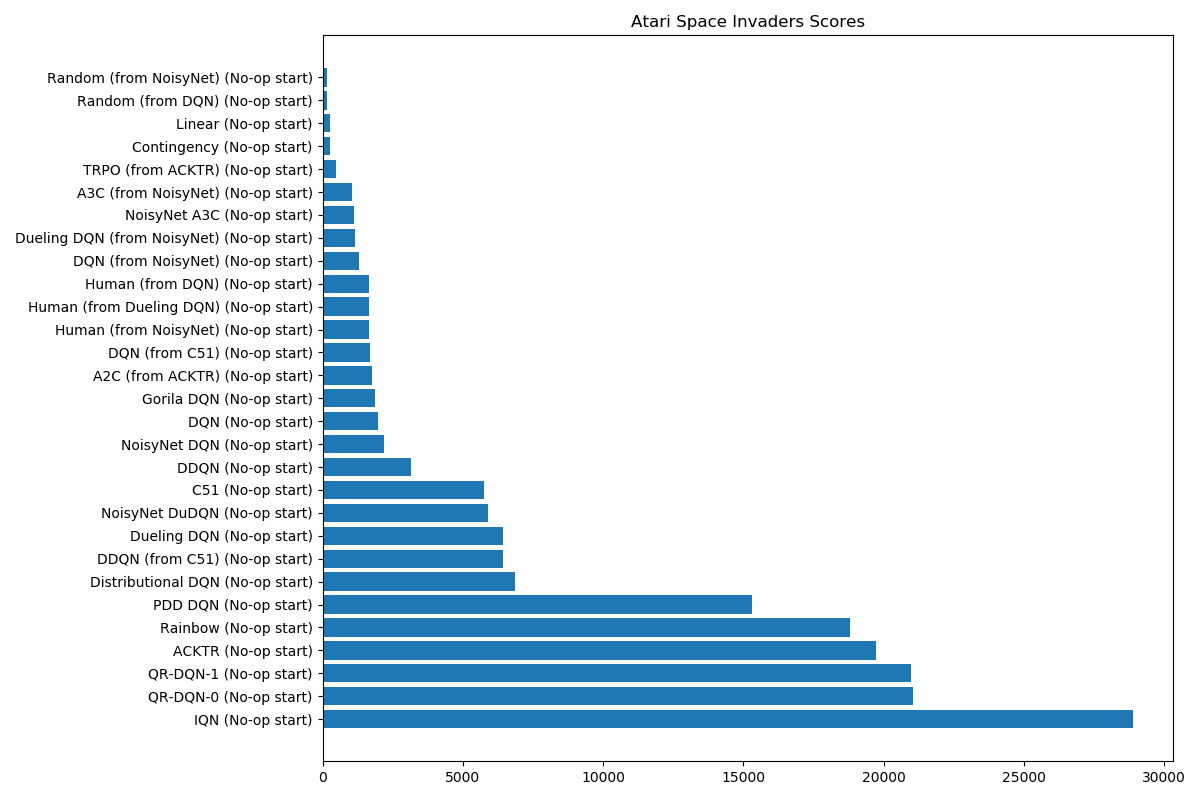 Atari Space Invaders Scores
Random (from NoisyNet) (No-op start)
Random (from DQN) (No-op start)
Linear (No-op start)
Contingency (No-op start)
TRPO (from ACKTR) (No-op start)
A3C (from NoisyNet) (No-op start)
NoisyNet A3C (No-op start)
Dueling DQN (from NoisyNet) (No-op start)
DQN (from NoisyNet) (No-op start)
Human (from DQN) (No-op start)
Human (from Dueling DQN) (No-op start)
Human (from NoisyNet) (No-op start)
DQN (from C51) (No-op start)
A2C (from ACKTR) (No-op start)
Gorila DQN (No-op start)
DQN (No-op start)
NoisyNet DQN (No-op start)
DDQN (No-op start)
C51 (No-op start)
NoisyNet DuDQN (No-op start)
Dueling DQN (No-op start)
DDQN (from C51) (No-op start)
Distributional DQN (No-op start)
PDD DQN (No-op start)
Rainbow (No-op start)
ACKTR (No-op start)
QR-DQN-1 (No-op start)
QR-DQN-0 (No-op start)
IQN (No-op start)
0 5000 10000 15000 20000 25000 30000